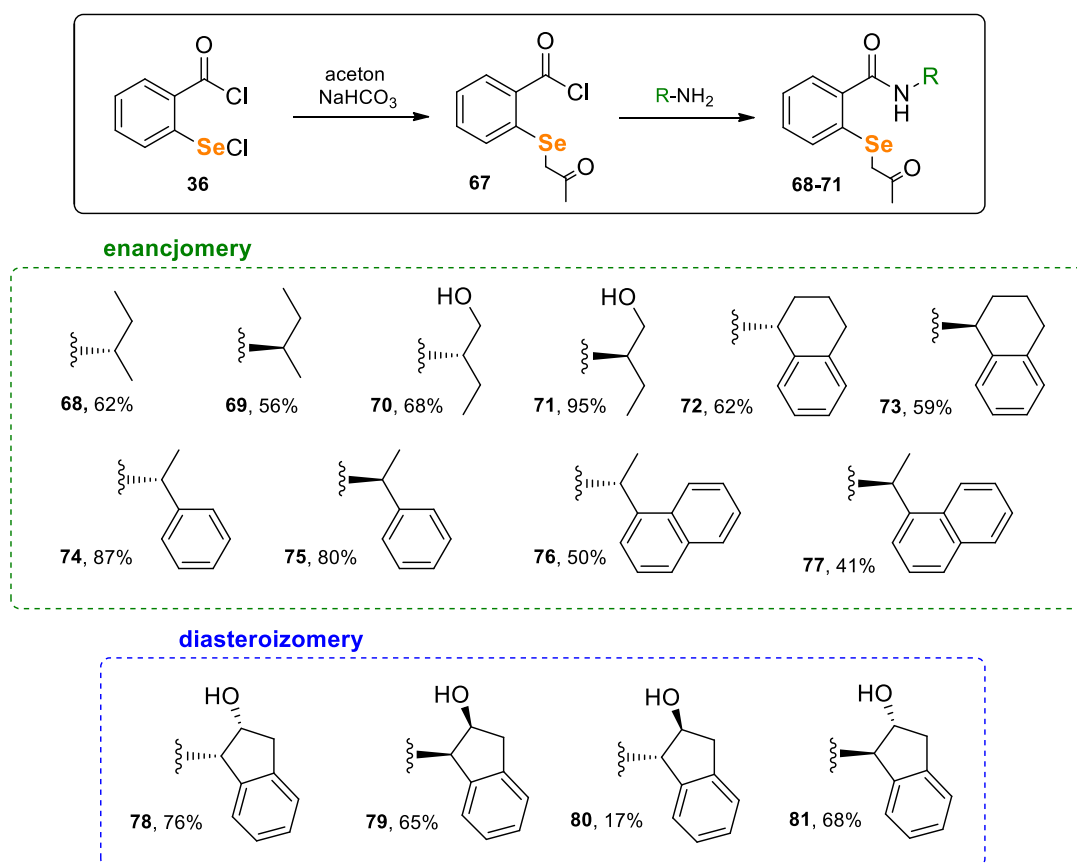 O
Cl
SeCl
36
aceton
NaHCO₃
O
Cl
Se
O
67
R-NH₂
O
R
N
H
Se
O
68-71
enancjomery
68, 62%
69, 56%
HO
70, 68%
HO
71, 95%
72, 62%
73, 59%
74, 87%
75, 80%
76, 50%
77, 41%
diasteroizomery
HO
78, 76%
HO
79, 65%
HO
80, 17%
HO
81, 68%